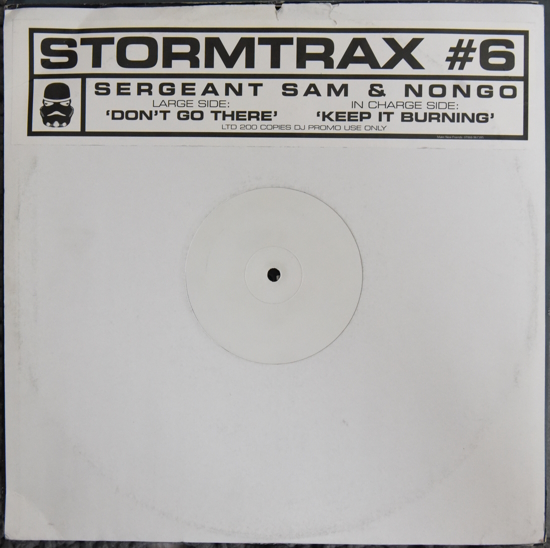 STORMTRAX #6
SERGEANT SAM & NONGO
LARGE SIDE: IN CHARGE SIDE:
‘DON'T GO THERE’ ‘KEEP IT BURNING’
LTD 200 COPIES DJ PROMO USE ONLY